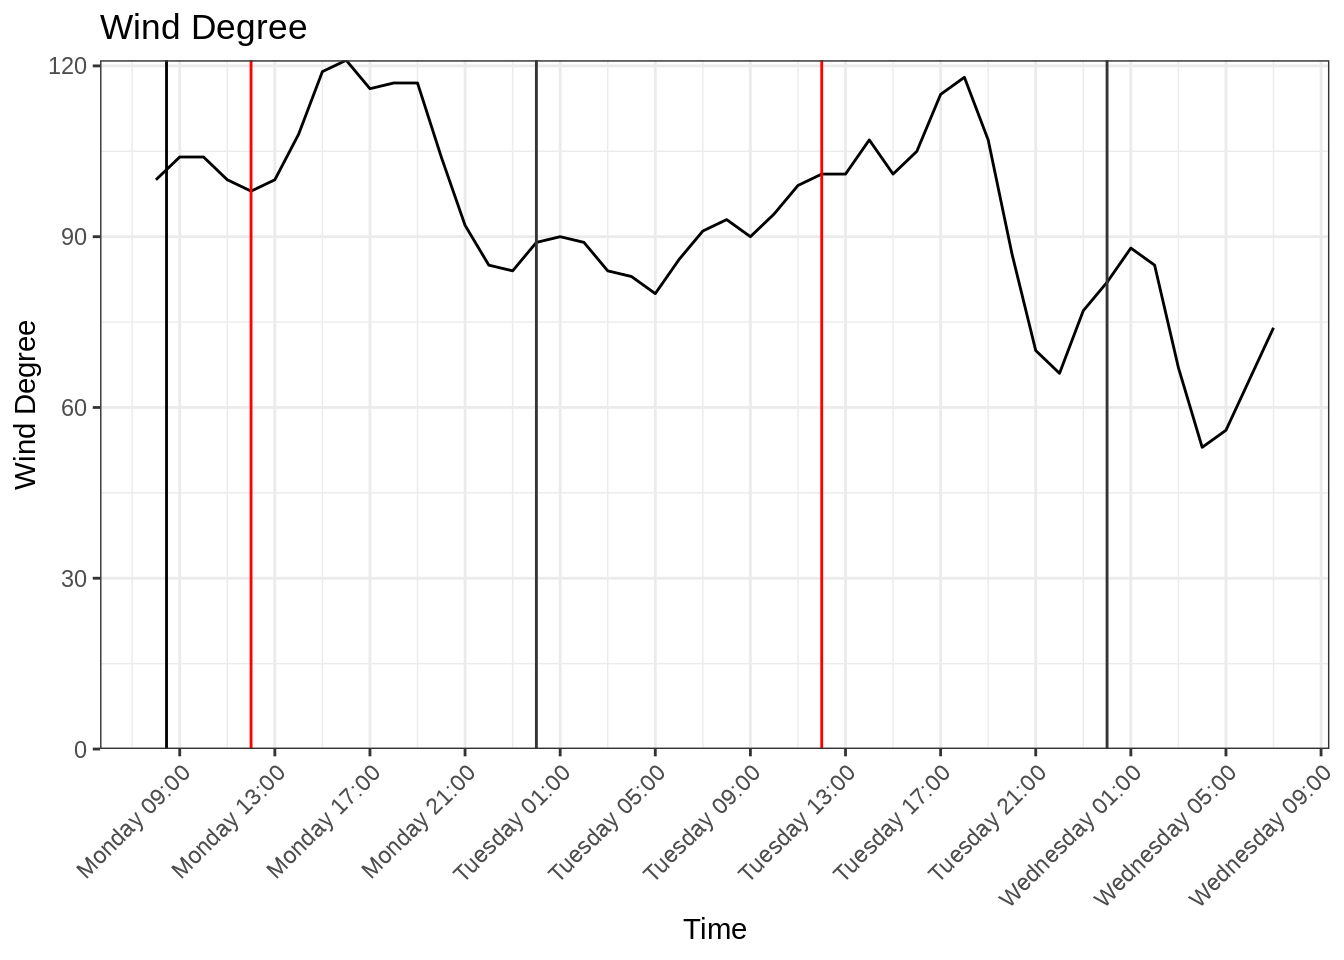 Wind Degree
Wind Degree
120
90
60
30
0
Monday 09:00
Monday 13:00
Monday 17:00
Monday 21:00
Tuesday 01:00
Tuesday 05:00
Tuesday 09:00
Tuesday 13:00
Tuesday 17:00
Tuesday 21:00
Wednesday 01:00
Wednesday 05:00
Wednesday 09:00
Time